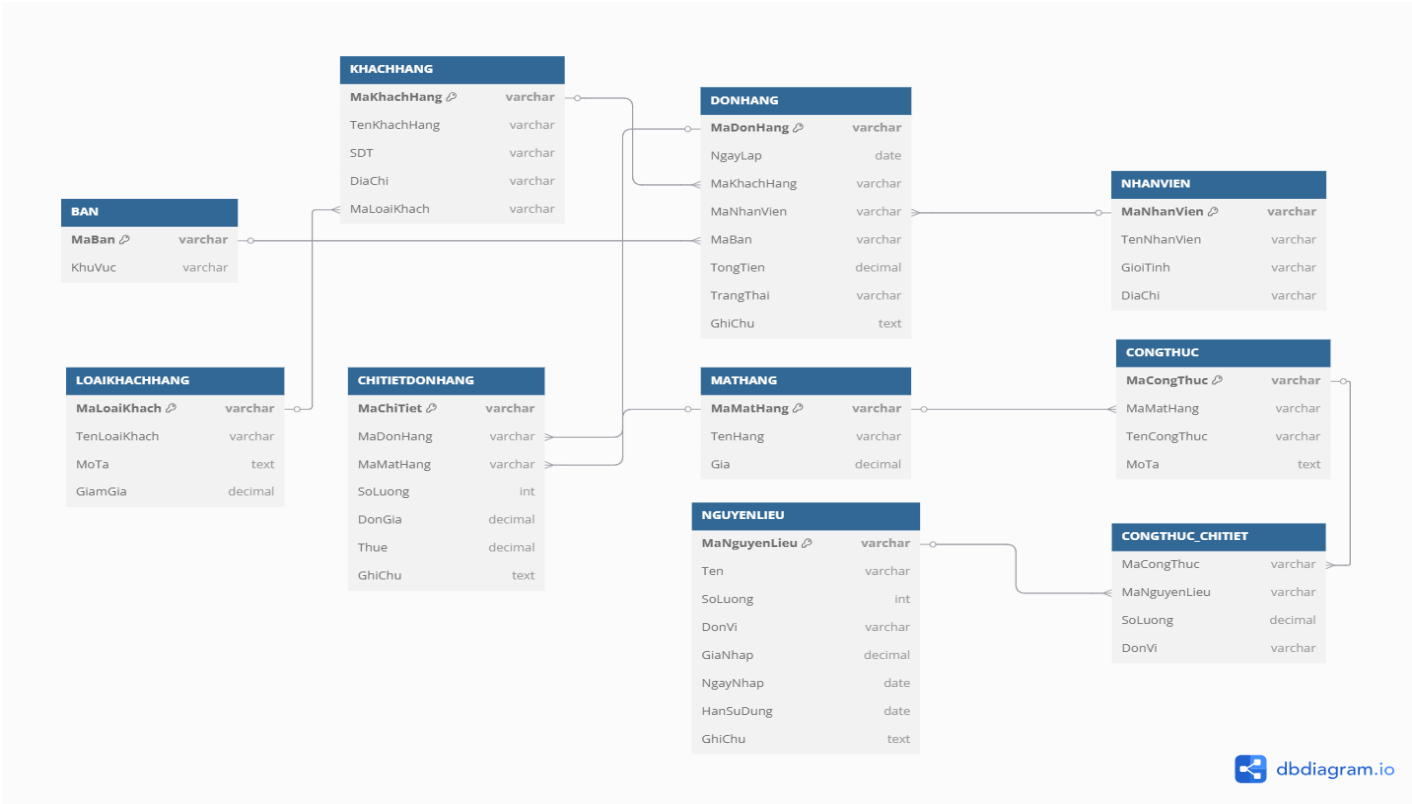 KHACHHANG
MaKhachHang varchar
TenKhachHang varchar
SDT varchar
DiaChi varchar
MaLoaiKhach varchar
DONHANG
MaDonHang varchar
NgayLap date
MaKhachHang varchar
MaNhanVien varchar
MaBan varchar
TongTien decimal
TrangThai varchar
GhiChu text
NHANVIEN
MaNhanVien varchar
TenNhanVien varchar
GioiTinh varchar
DiaChi varchar
BAN
MaBan varchar
KhuVuc varchar
LOAIKHACHHANG
MaLoaiKhach varchar
TenLoaiKhach varchar
MoTa text
GiamGia decimal
CHITIETDONHANG
MaChiTiet varchar
MaDonHang varchar
MaMatHang varchar
SoLuong int
DonGia decimal
Thue decimal
GhiChu text
MATHANG
MaMatHang varchar
TenHang varchar
Gia decimal
CONGTHUC
MaCongThuc varchar
MaMatHang varchar
TenCongThuc varchar
MoTa text
NGUYENLIEU
MaNguyenLieu varchar
Ten varchar
SoLuong int
DonVi varchar
GiaNhap decimal
NgayNhap date
HanSuDung date
GhiChu text
CONGTHUC_CHITIET
MaCongThuc varchar
MaNguyenLieu varchar
SoLuong decimal
DonVi varchar
dbdiagram.io